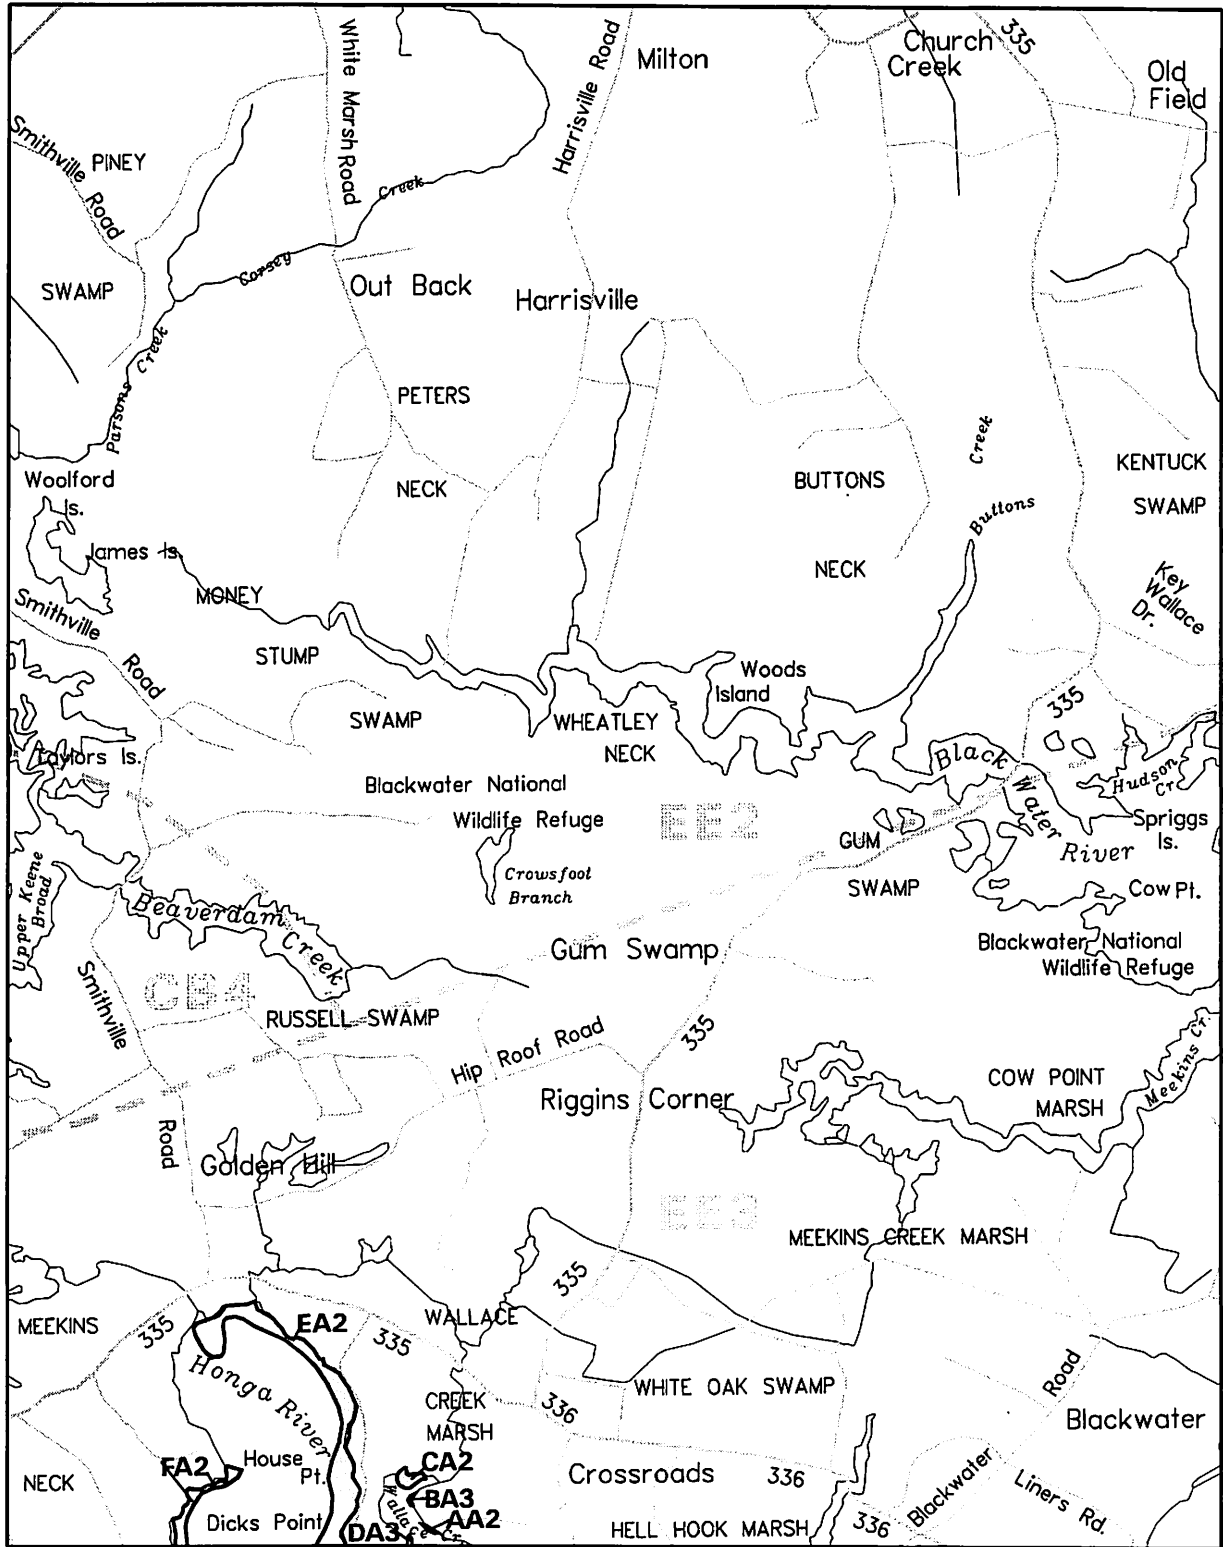 White Marsh Road
Harrisville Road
Milton
Church
Creek
335
Old
Field
Smithville Road
PINEY
Creek
Corsey
SWAMP
Out Back
Harrisville
Parsons Creek
PETERS
Creek
KENTUCK
Woolford
Is.
NECK
BUTTONS
Buttons
SWAMP
James Is.
MONEY
NECK
Key
Wallace
Dr.
Smithville
Road
STUMP
Woods
Island
335
SWAMP
WHEATLEY
NECK
Taylors Is.
Black
Water
River
Hudson
Cr
Blackwater National
Wildlife Refuge
EE2
GUM
Spriggs
Is.
Upper Keene
Broad
Crowsfoot
Branch
SWAMP
Cow Pt.
Beaverdam
Creek
Gum Swamp
Blackwater National
Wildlife Refuge
CB4
Smithville
RUSSELL SWAMP
335
Hip Roof Road
Meekins Cr.
COW POINT
MARSH
Riggins Corner
Road
Golden Hill
EE3
MEEKINS CREEK MARSH
335
MEEKINS
335
EA2
335
WALLACE
Honga River
Road
CREEK
MARSH
WHITE OAK SWAMP
336
Blackwater
FA2
House
Pt.
CA2
Crossroads
336
Blackwater
Liners Rd.
NECK
BA3
Dicks Point
DA3
Wallace Cr.
AA2
HELL HOOK MARSH
336